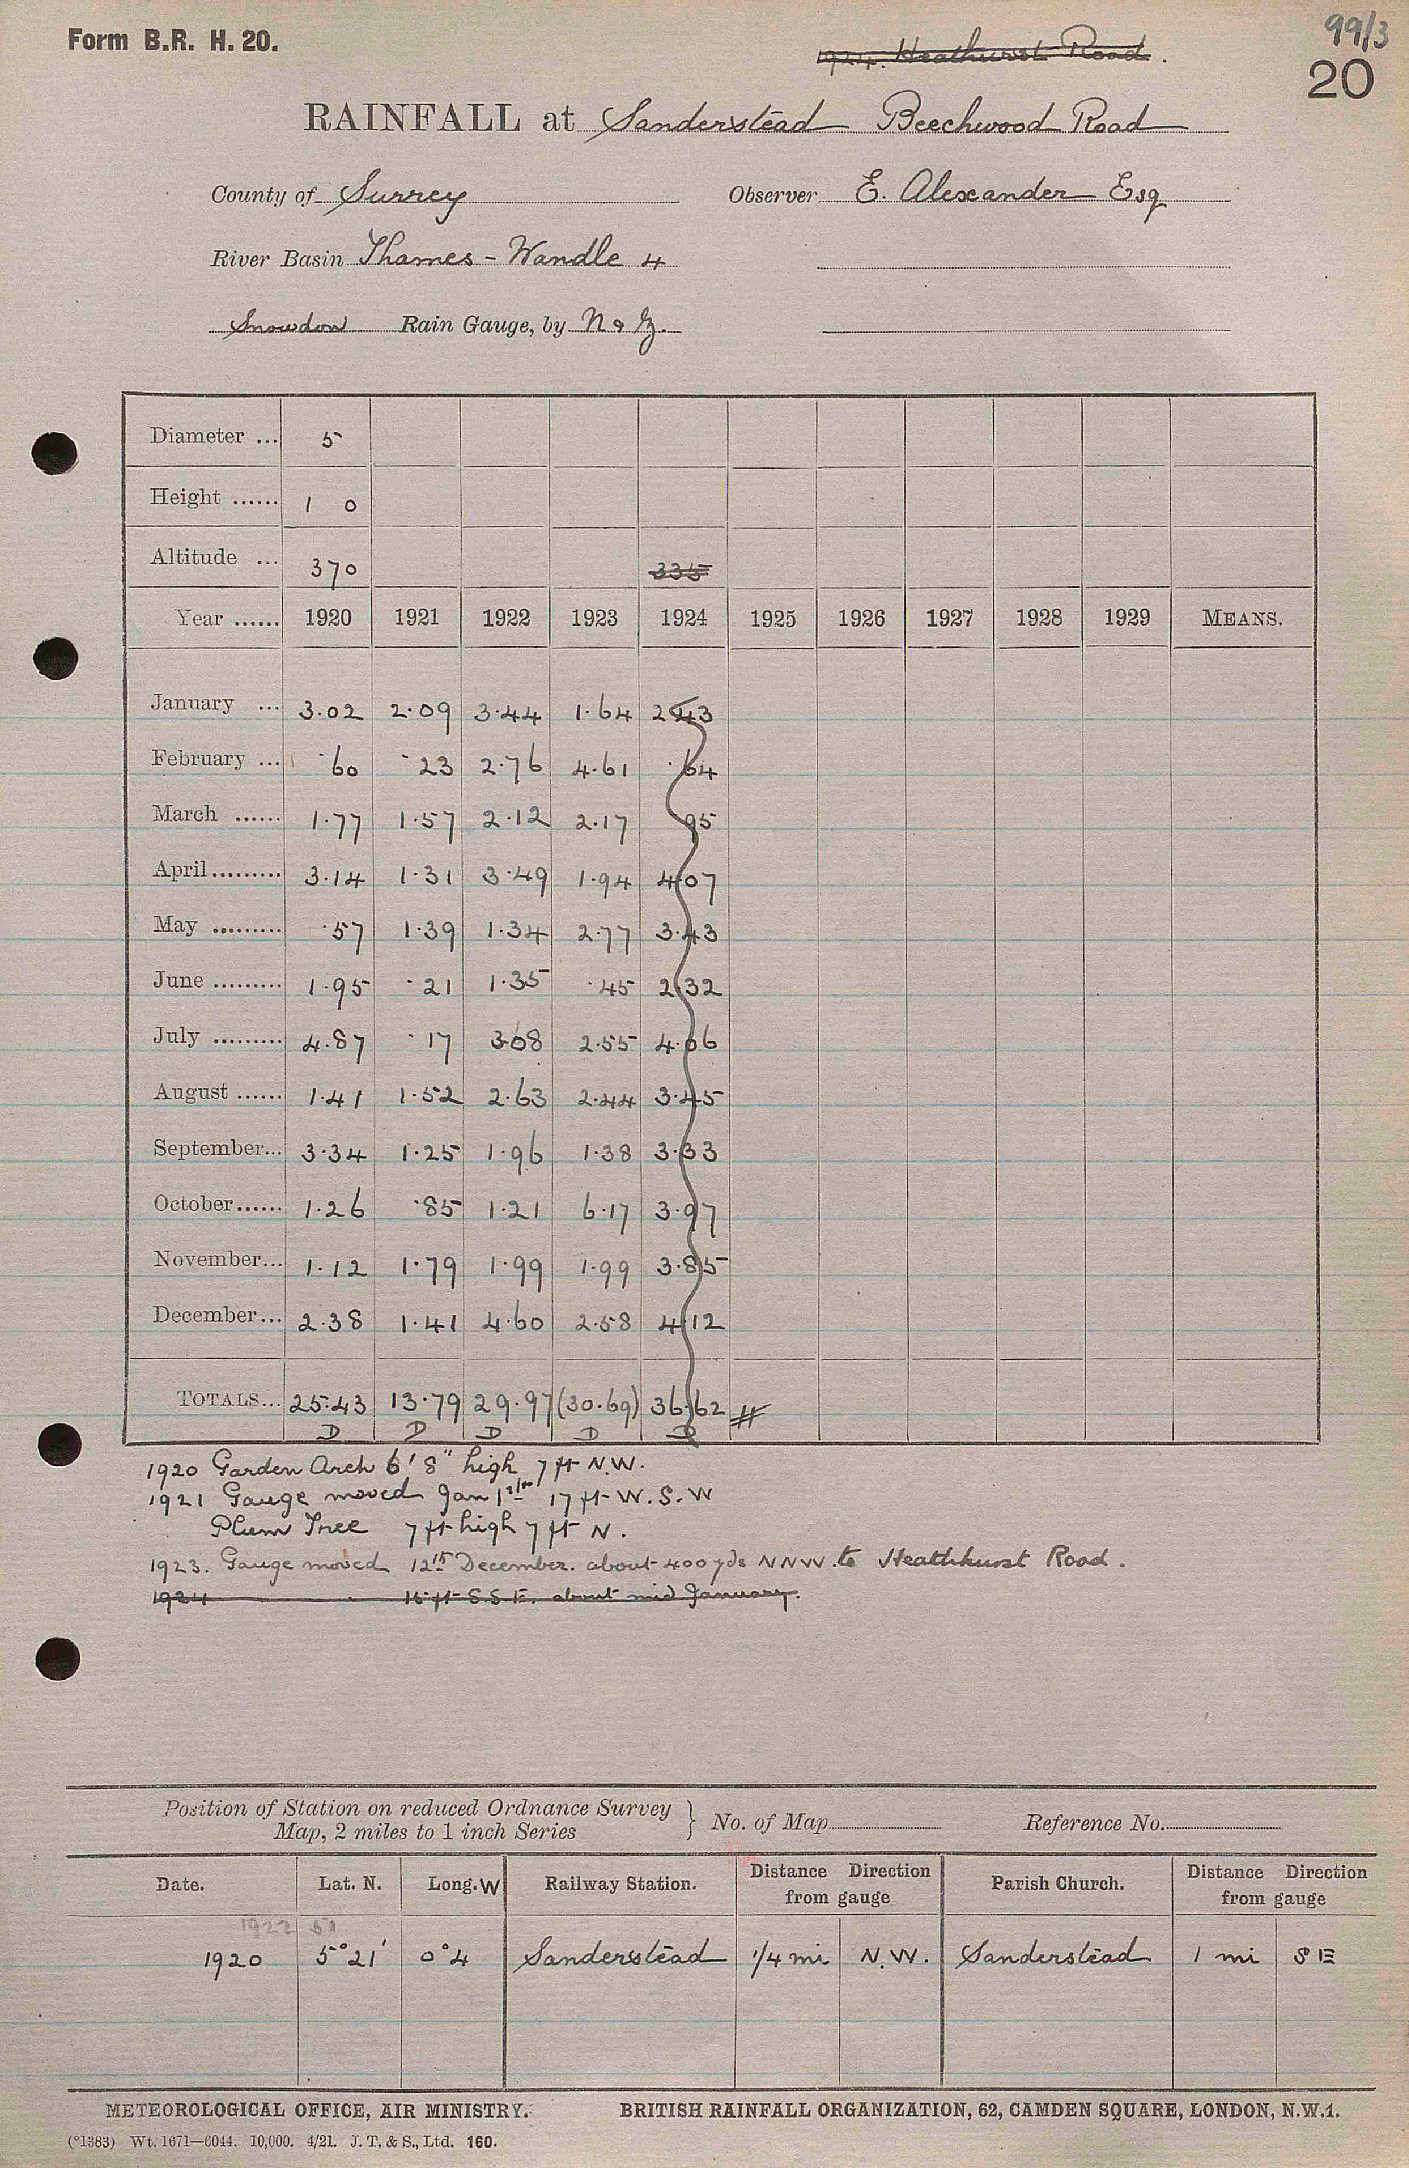 Form B.R. H. 20.
99/3
1924. Heathurst Road.
20
RAINFALL at Sanderstead Beechwood Road
County of Surrey Observer E. Alexander Esq
River Basin Thames - Wandle 4
Snowdon Rain Gauge, by N & Z.
Diameter ... 5
Height ...... 1 0
Altitude ... 370 335
Year ...... 1920 1921 1922 1923 1924 1925 1926 1927 1928 1929 MEANS.
January ... 3.02 2.09 3.44 1.64 2.43
February ... .60 .23 2.76 4.61 .64
March ...... 1.77 1.57 2.12 2.17 95
April ......... 3.14 1.31 3.49 1.94 4.07
May ......... .57 1.39 1.34 2.77 3.43
June ......... 1.95 .21 1.35 .45 2.32
July ......... 4.87 .17 3.08 2.55 4.06
August ...... 1.41 1.52 2.63 2.44 3.45
September... 3.34 1.25 1.96 1.38 3.33
October ...... 1.26 .85 1.21 6.17 3.97
November... 1.12 1.79 1.99 1.99 3.85
December... 2.38 1.41 4.60 2.58 4.12
TOTALS... 25.43 13.79 29.97 (30.69) 36.62 #
D D D D D
1920 Garden Arch 6' 8" high 7 ft N.W.
1921 Gauge moved Jan 1st 17 ft W.S.W
Plum Tree 7 ft high 7 ft N.
1923. Gauge moved 12th December. about 400 yds NNW. to Heathhurst Road.
1924 15 ft S.S.E. about mid January.
Position of Station on reduced Ordnance Survey
Map, 2 miles to 1 inch Series } No. of Map Reference No.
Date. Lat. N. Long. W Railway Station. Distance Direction from gauge Parish Church. Distance Direction from gauge
1922 51
1920 5°21' 0°4 Sanderstead 1/4 mi N.W. Sanderstead 1 mi SE
METEOROLOGICAL OFFICE, AIR MINISTRY. BRITISH RAINFALL ORGANIZATION, 62, CAMDEN SQUARE, LONDON, N.W.1.
(*1383) Wt. 1671—6044. 10,000. 4/21. J. T. & S., Ltd. 160.